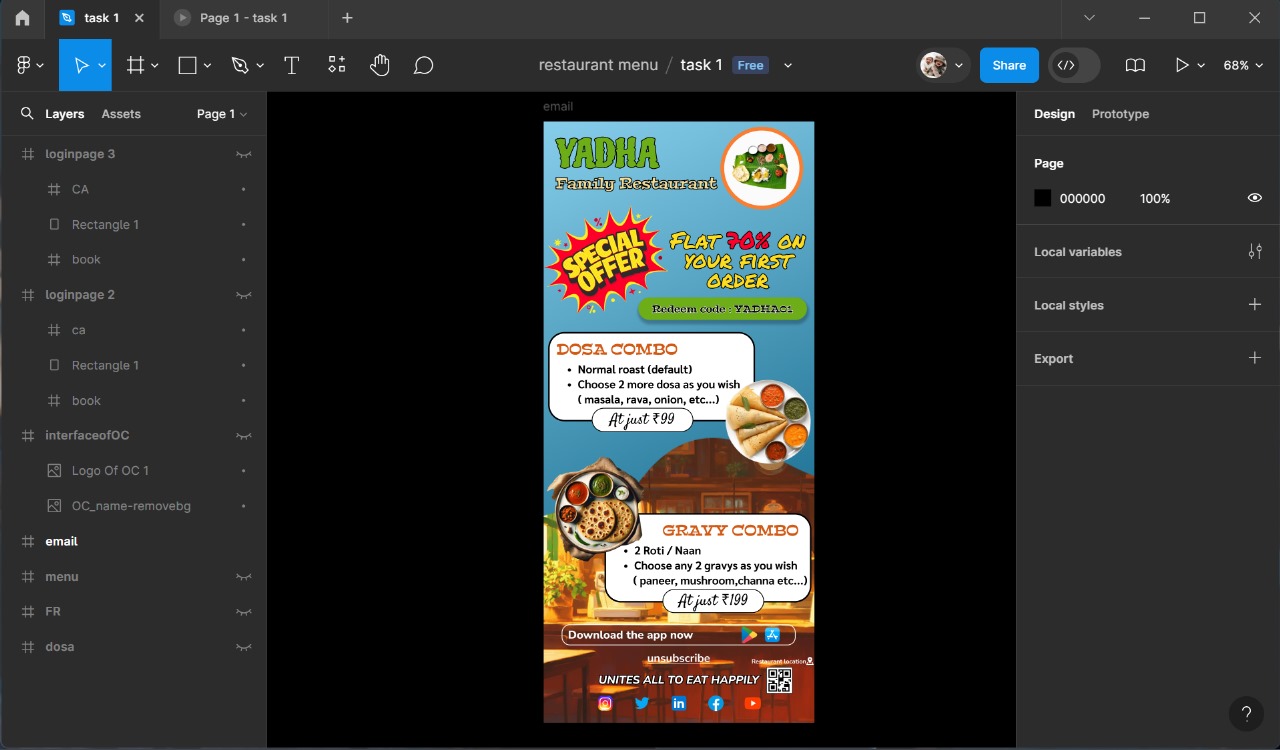 task 1
Page 1 - task 1
restaurant menu / task 1 Free
Share
68%
Layers
Assets
Page 1
loginpage 3
CA
Rectangle 1
book
loginpage 2
ca
Rectangle 1
book
interfaceofOC
Logo Of OC 1
OC_name-removebg
email
menu
FR
dosa
email
YADHA
Family Restaurant
SPECIAL
OFFER
FLAT 70% ON
YOUR FIRST
ORDER
Redeem code : YADHA01
DOSA COMBO
• Normal roast (default)
• Choose 2 more dosa as you wish
( masala, rava, onion, etc...)
At just ₹99
GRAVY COMBO
• 2 Roti / Naan
• Choose any 2 gravys as you wish
( paneer, mushroom,channa etc...)
At just ₹199
Download the app now
unsubscribe
Restaurant location
UNITES ALL TO EAT HAPPILY
in
Design
Prototype
Page
000000
100%
Local variables
Local styles
Export
?